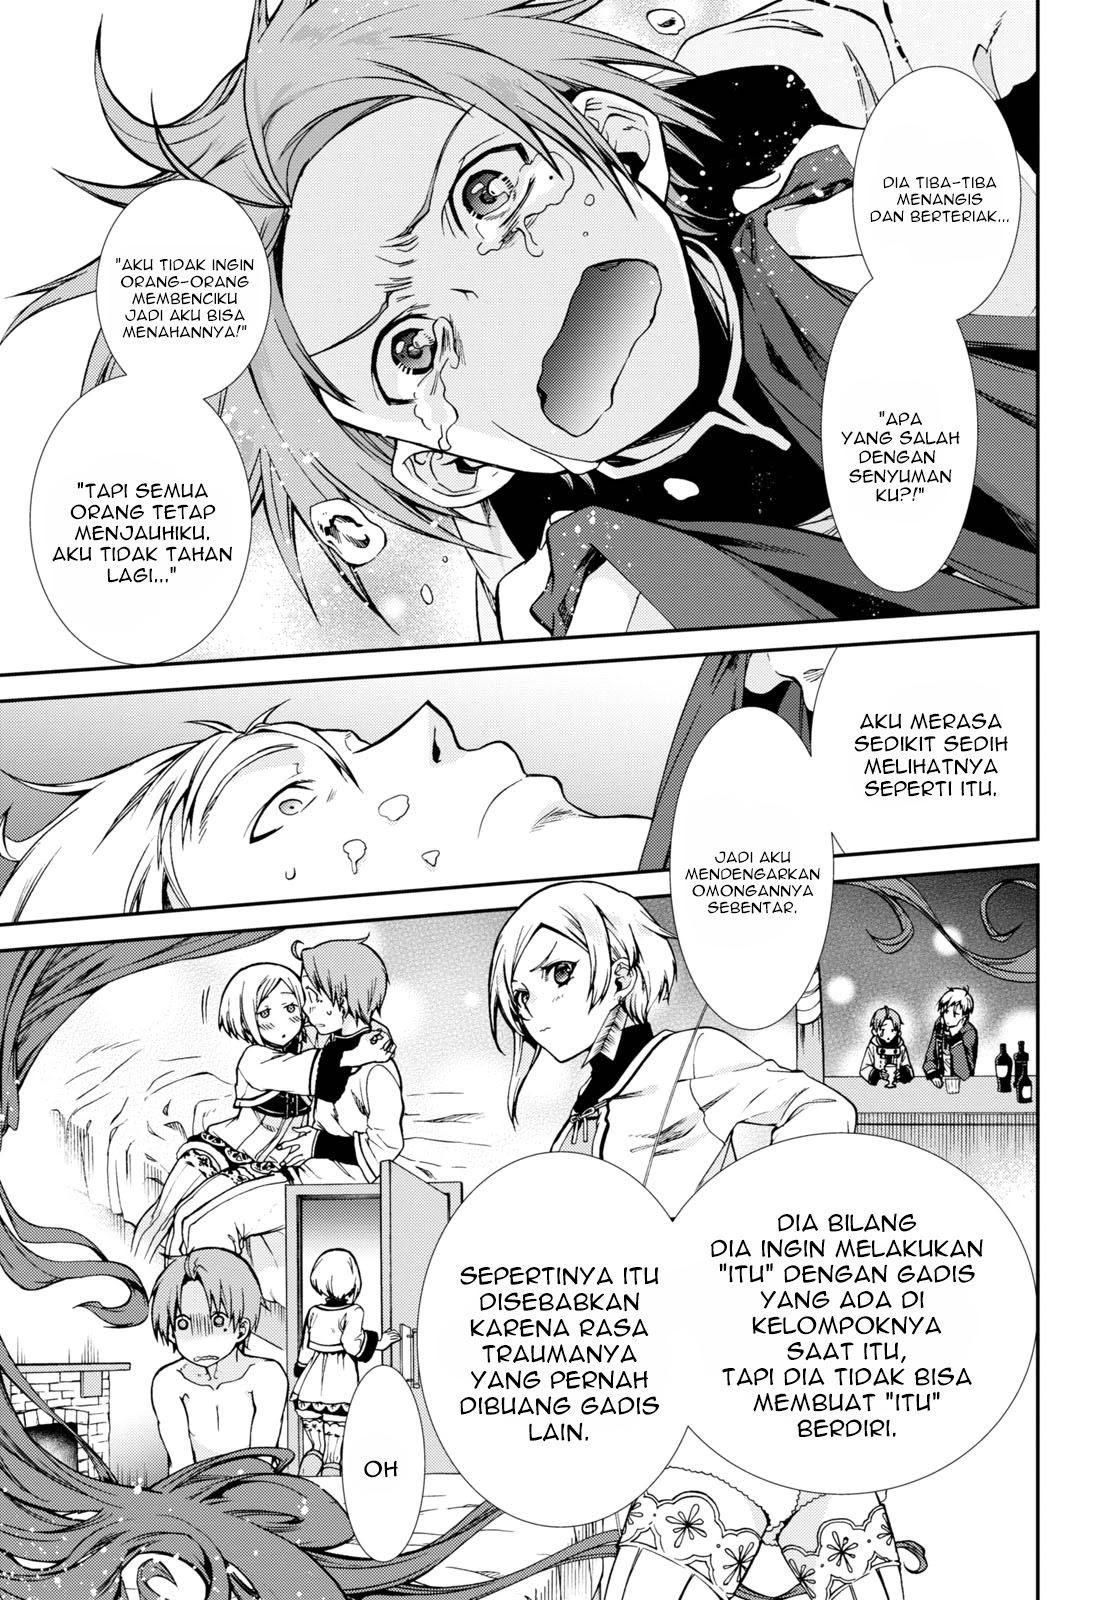 DIA TIBA-TIBA
MENANGIS
DAN BERTERIAK...
"APA
YANG SALAH
DENGAN
SENYUMAN
KU?!"
"AKU TIDAK INGIN
ORANG-ORANG
MEMBENCIKU
JADI AKU BISA
MENAHANNYA!"
"TAPI SEMUA
ORANG TETAP
MENJAUHIKU.
AKU TIDAK TAHAN
LAGI..."
AKU MERASA
SEDIKIT SEDIH
MELIHATNYA
SEPERTI ITU.
JADI AKU
MENDENGARKAN
OMONGANNYA
SEBENTAR.
DIA BILANG
DIA INGIN MELAKUKAN
"ITU" DENGAN GADIS
YANG ADA DI
KELOMPOKNYA
SAAT ITU,
TAPI DIA TIDAK BISA
MEMBUAT "ITU"
BERDIRI.
SEPERTINYA ITU
DISEBABKAN
KARENA RASA
TRAUMANYA
YANG PERNAH
DIBUANG GADIS
LAIN.
OH